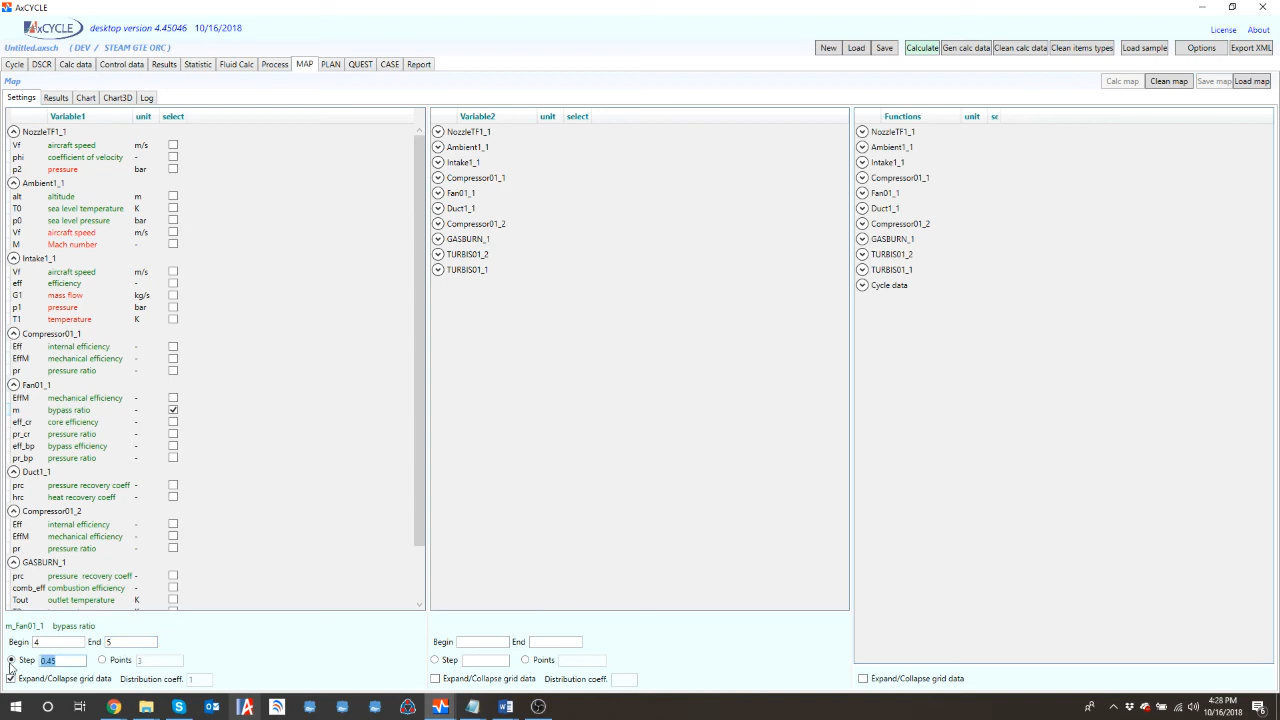 AxCYCLE
AxCYCLE desktop version 4.45046 10/16/2018
License About
Untitled.axsch ( DEV / STEAM GTE ORC )
New Load Save Calculate Gen calc data Clean calc data Clean items types Load sample Options Export XML
Cycle DSCR Calc data Control data Results Statistic Fluid Calc Process MAP PLAN QUEST CASE Report
Map
Calc map Clean map Save map Load map
Settings Results Chart Chart3D Log
Variable1 unit select
NozzleTF1_1
Vf aircraft speed m/s
phi coefficient of velocity -
p2 pressure bar
Ambient1_1
alt altitude m
T0 sea level temperature K
p0 sea level pressure bar
Vf aircraft speed m/s
M Mach number -
Intake1_1
Vf aircraft speed m/s
eff efficiency -
G1 mass flow kg/s
p1 pressure bar
T1 temperature K
Compressor01_1
Eff internal efficiency -
EffM mechanical efficiency -
pr pressure ratio -
Fan01_1
EffM mechanical efficiency -
m bypass ratio -
eff_cr core efficiency -
pr_cr pressure ratio -
eff_bp bypass efficiency -
pr_bp pressure ratio -
Duct1_1
prc pressure recovery coeff -
hrc heat recovery coeff -
Compressor01_2
Eff internal efficiency -
EffM mechanical efficiency -
pr pressure ratio -
GASBURN_1
prc pressure recovery coeff -
comb_eff combustion efficiency -
Tout outlet temperature K
m_Fan01_1 bypass ratio
Begin 4 End 5
Step 0.45 Points 3
Expand/Collapse grid data Distribution coeff. 1
Variable2 unit select
NozzleTF1_1
Ambient1_1
Intake1_1
Compressor01_1
Fan01_1
Duct1_1
Compressor01_2
GASBURN_1
TURBIS01_2
TURBIS01_1
Begin End
Step Points
Expand/Collapse grid data Distribution coeff.
Functions unit se
NozzleTF1_1
Ambient1_1
Intake1_1
Compressor01_1
Fan01_1
Duct1_1
Compressor01_2
GASBURN_1
TURBIS01_2
TURBIS01_1
Cycle data
Expand/Collapse grid data
4:28 PM
10/16/2018
6